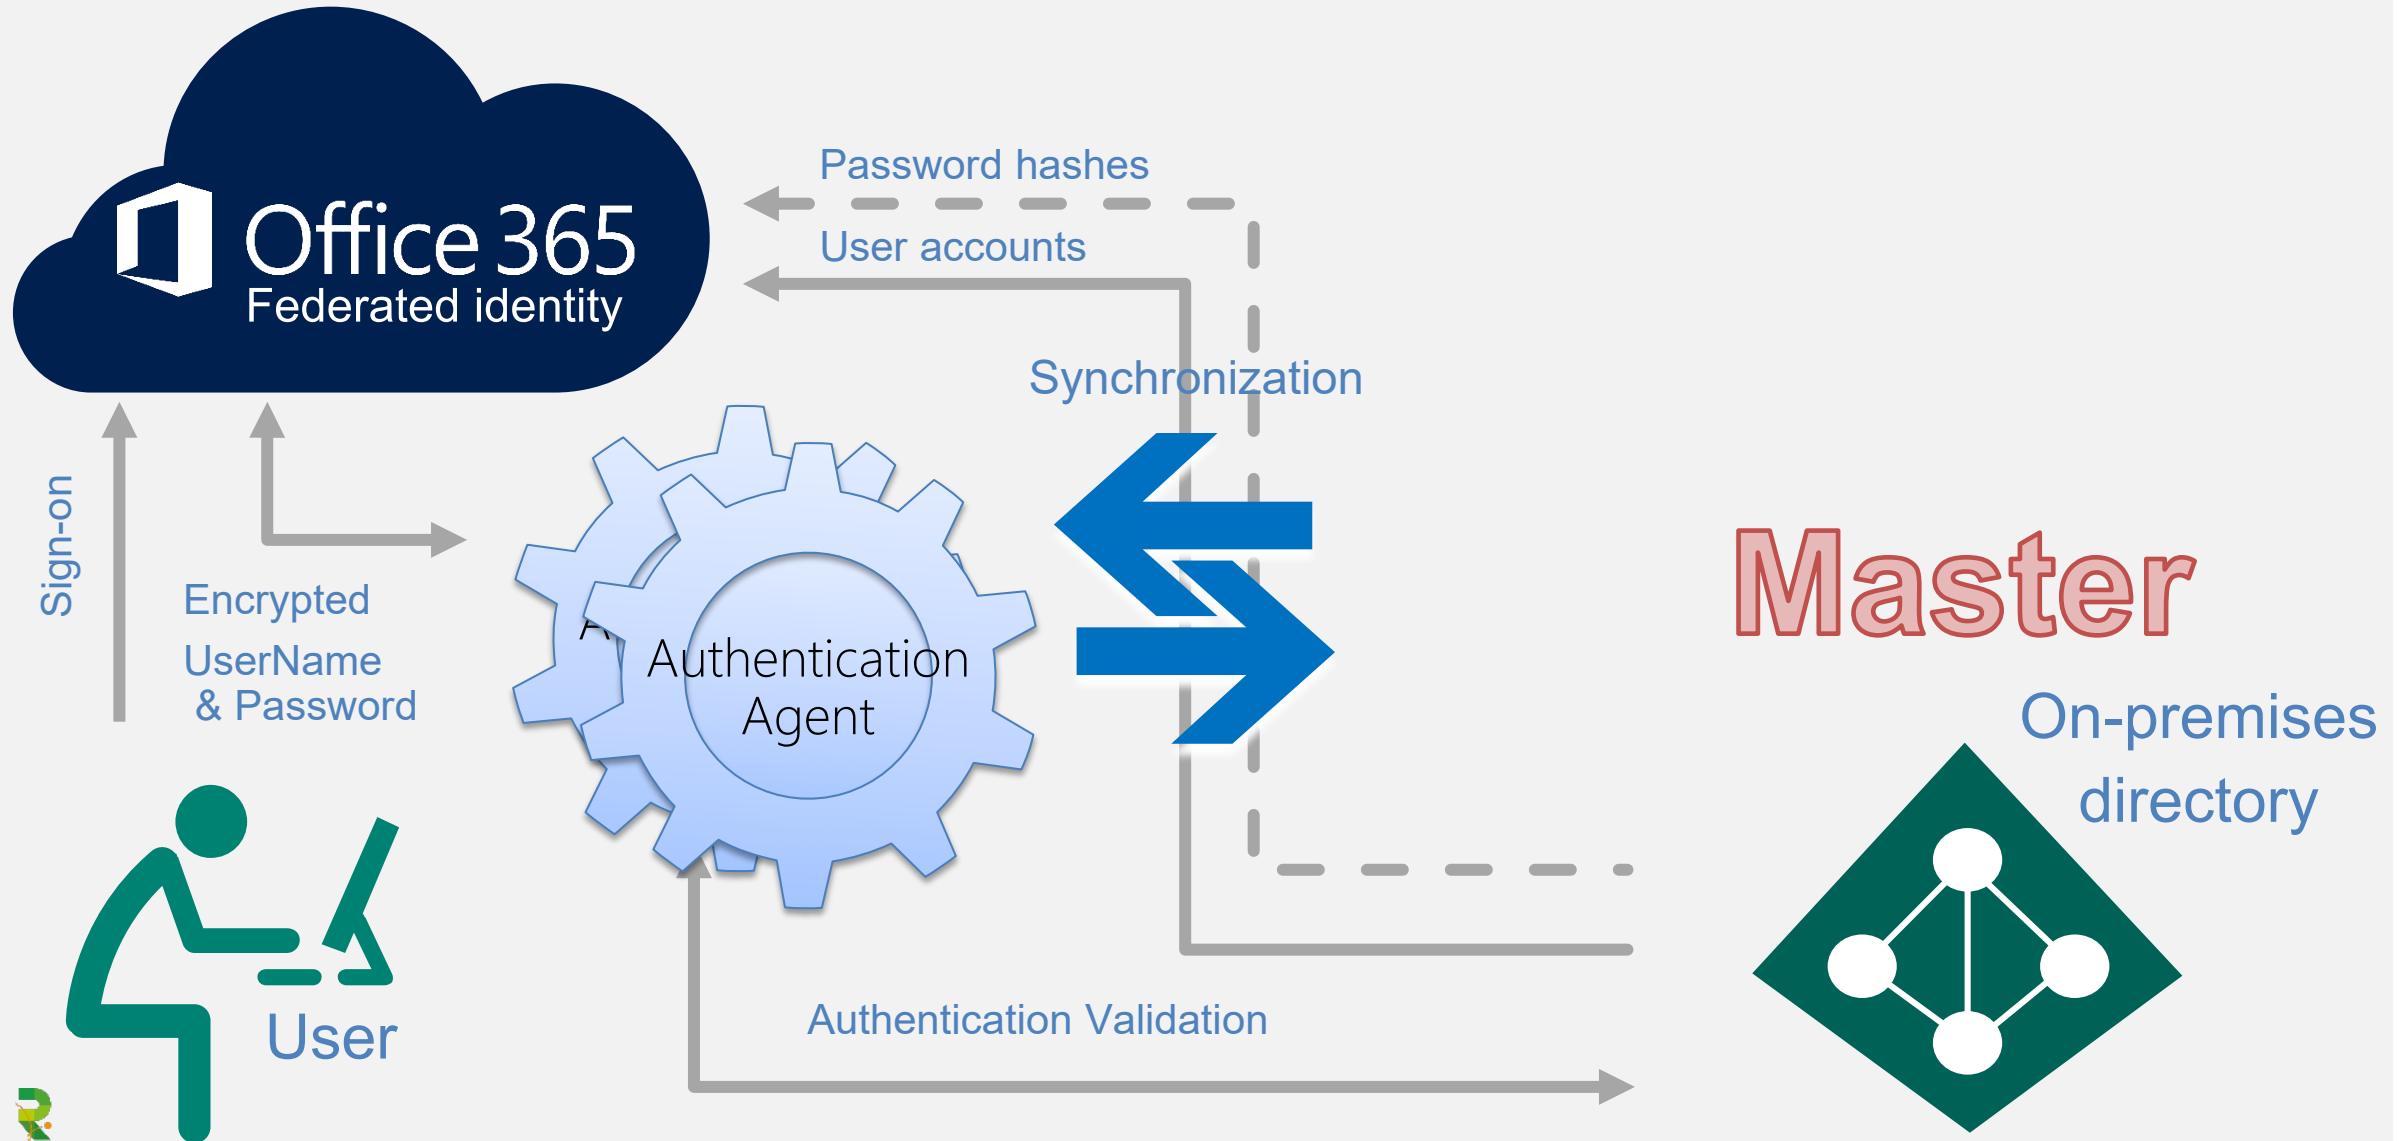 Office 365
Federated identity
Password hashes
User accounts
Synchronization
Sign-on
Encrypted
UserName
& Password
A
Authentication
Agent
Master
On-premises
directory
Authentication Validation
User